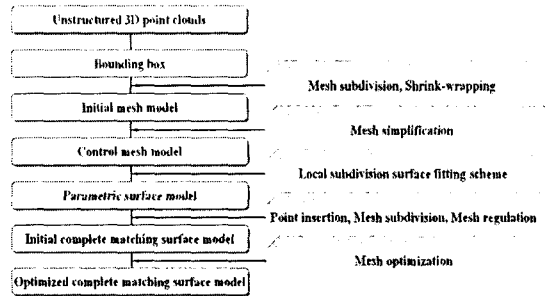 Unstructured 3D point clouds
Bounding box
Mesh subdivision, Shrink-wrapping
Initial mesh model
Mesh simplification
Control mesh model
Local subdivision surface fitting scheme
Parametric surface model
Point insertion, Mesh subdivision, Mesh regulation
Initial complete matching surface model
Mesh optimization
Optimized complete matching surface model